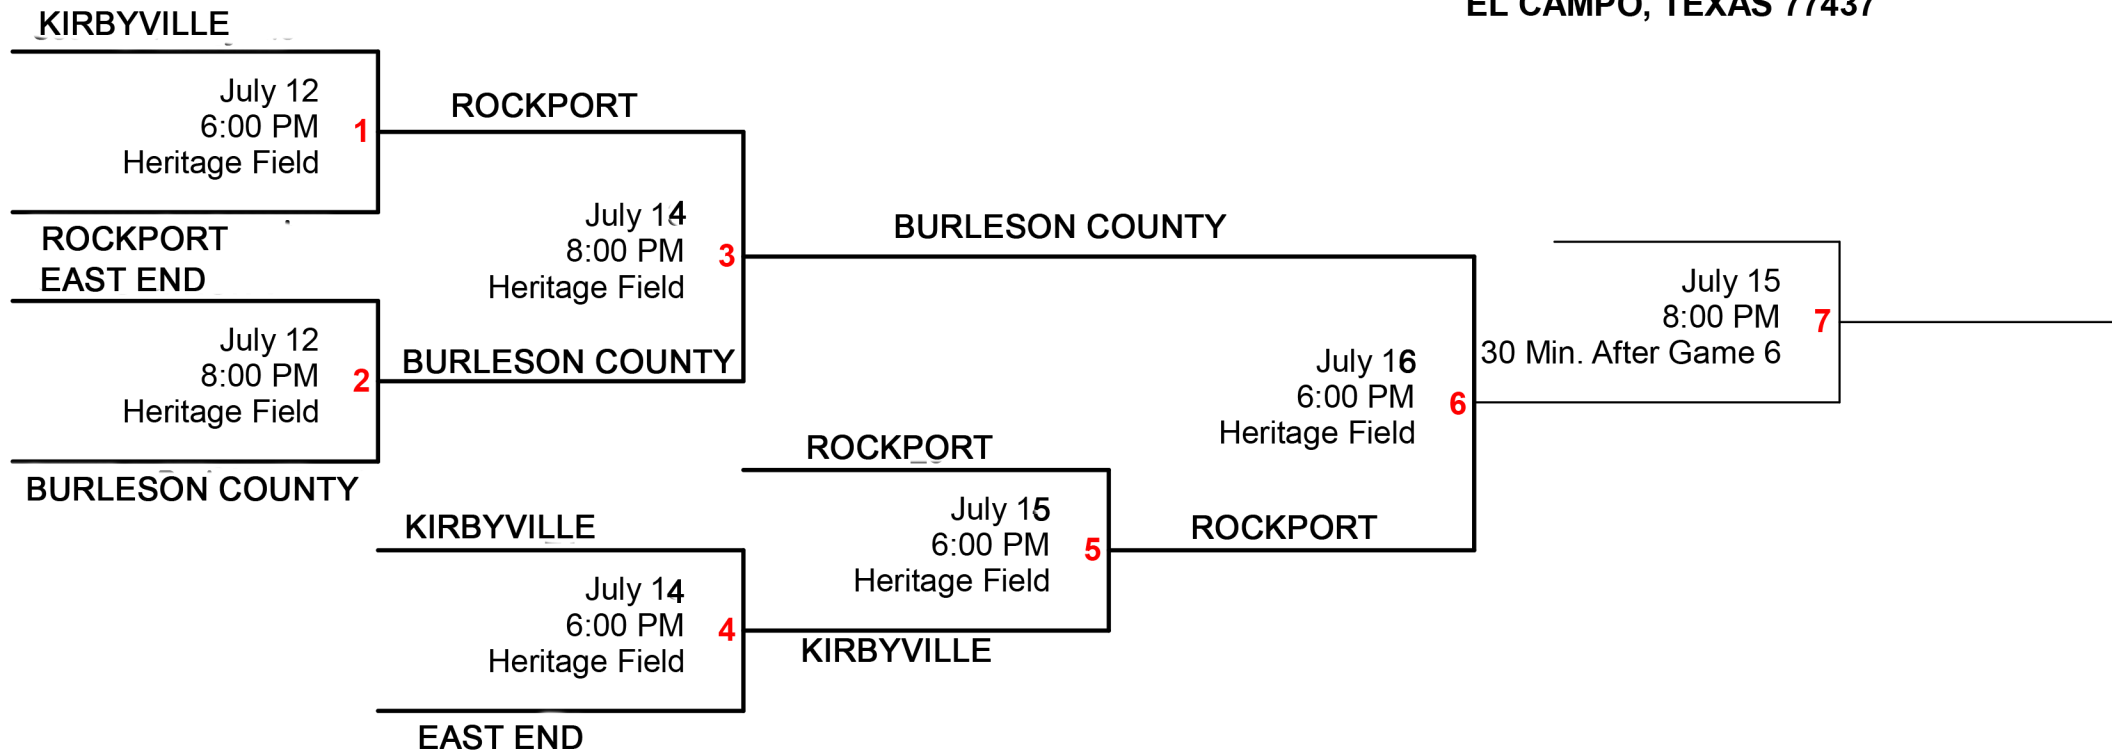 EL CAMPO, TEXAS 77437
KIRBYVILLE
July 12
6:00 PM
1
Heritage Field
ROCKPORT
ROCKPORT
EAST END
July 12
8:00 PM
2
Heritage Field
BURLESON COUNTY
BURLESON COUNTY
July 14
8:00 PM
3
Heritage Field
BURLESON COUNTY
KIRBYVILLE
July 14
6:00 PM
4
Heritage Field
EAST END
ROCKPORT
July 15
6:00 PM
5
Heritage Field
KIRBYVILLE
ROCKPORT
July 16
6:00 PM
6
Heritage Field
July 15
8:00 PM
7
30 Min. After Game 6